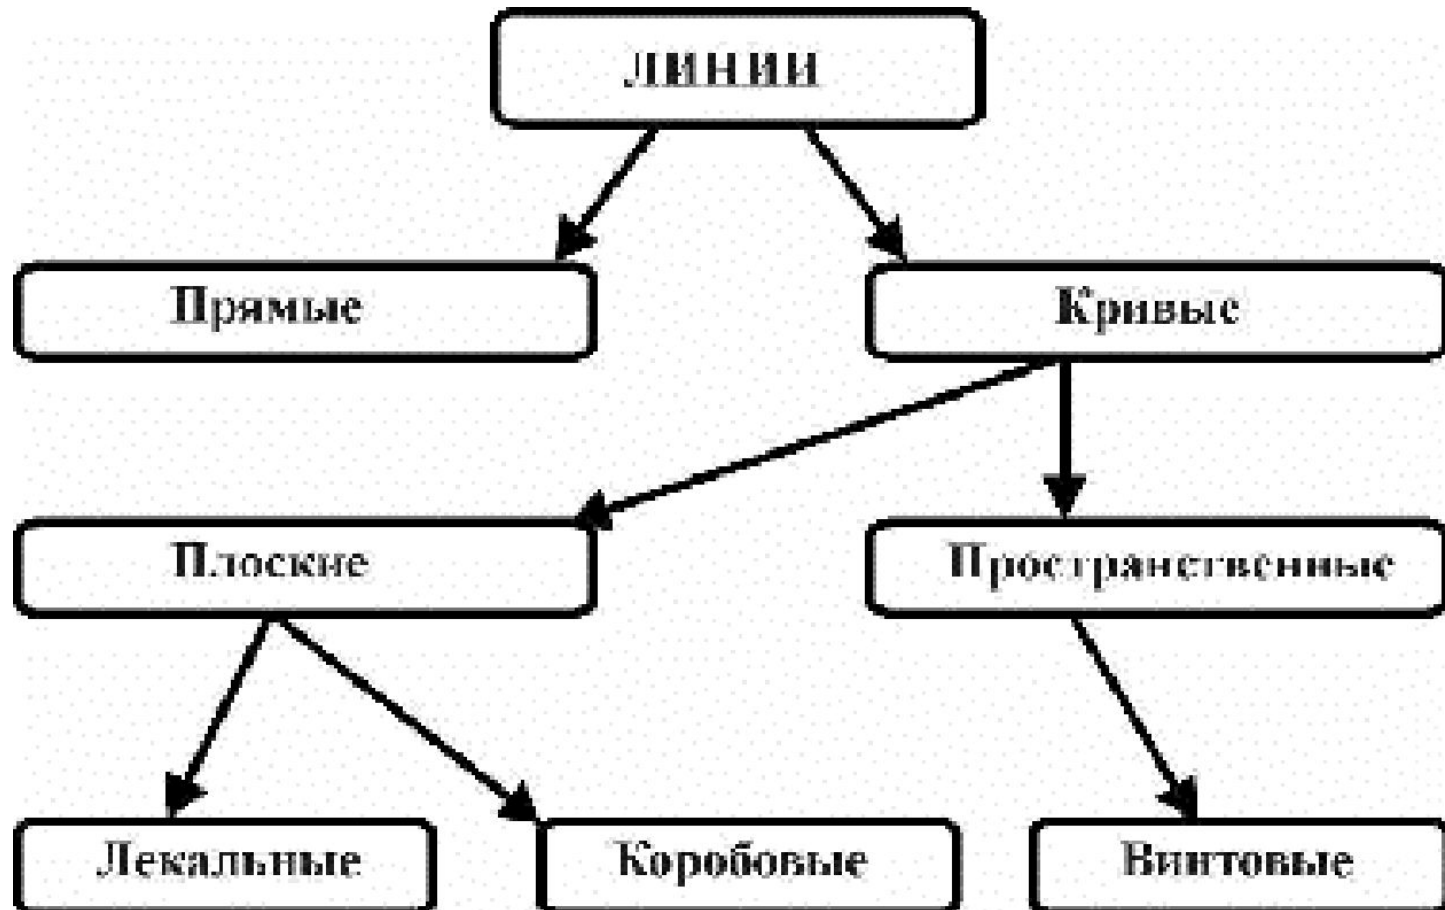 ЛИНИИ
Прямые
Кривые
Плоские
Пространственные
Лекальные
Коробовые
Винтовые